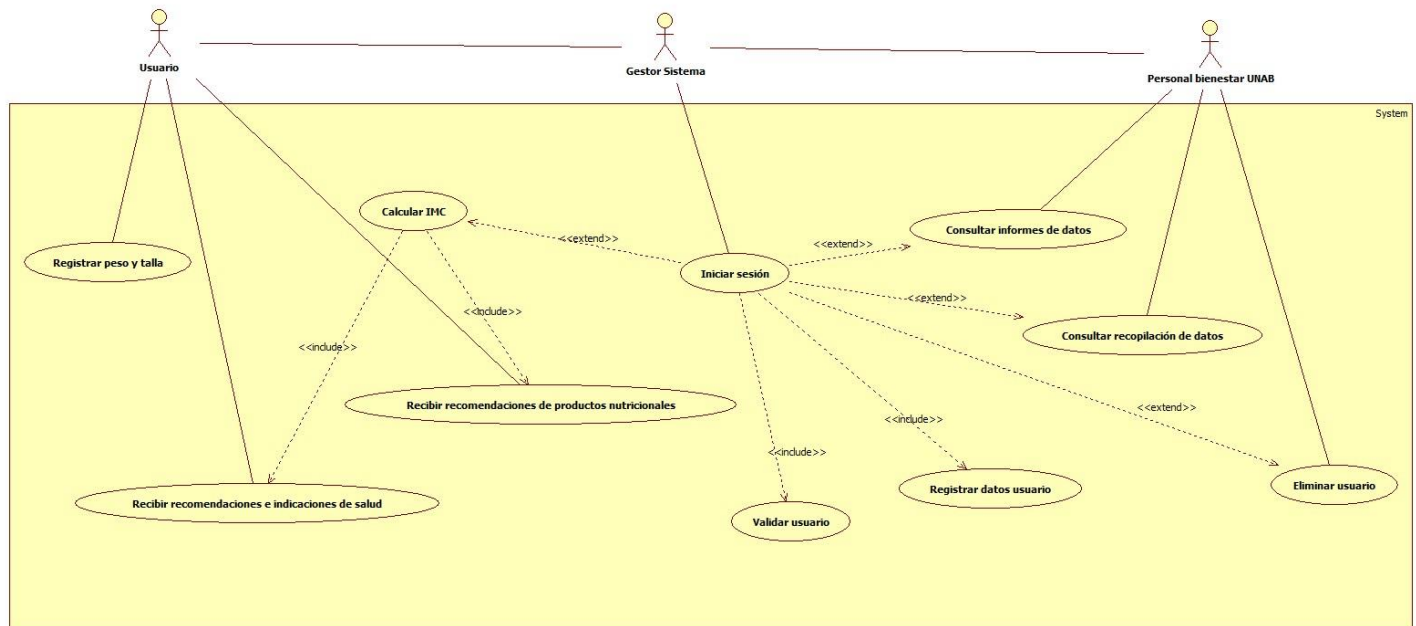 Usuario
Gestor Sistema
Personal bienestar UNAB
System
Calcular IMC
Consultar informes de datos
<<extend>>
<<extend>>
Registrar peso y talla
Iniciar sesión
<<extend>>
<<include>>
Consultar recopilación de datos
<<include>>
Recibir recomendaciones de productos nutricionales
<<extend>>
<<include>>
<<include>>
Eliminar usuario
Registrar datos usuario
Recibir recomendaciones e indicaciones de salud
Validar usuario